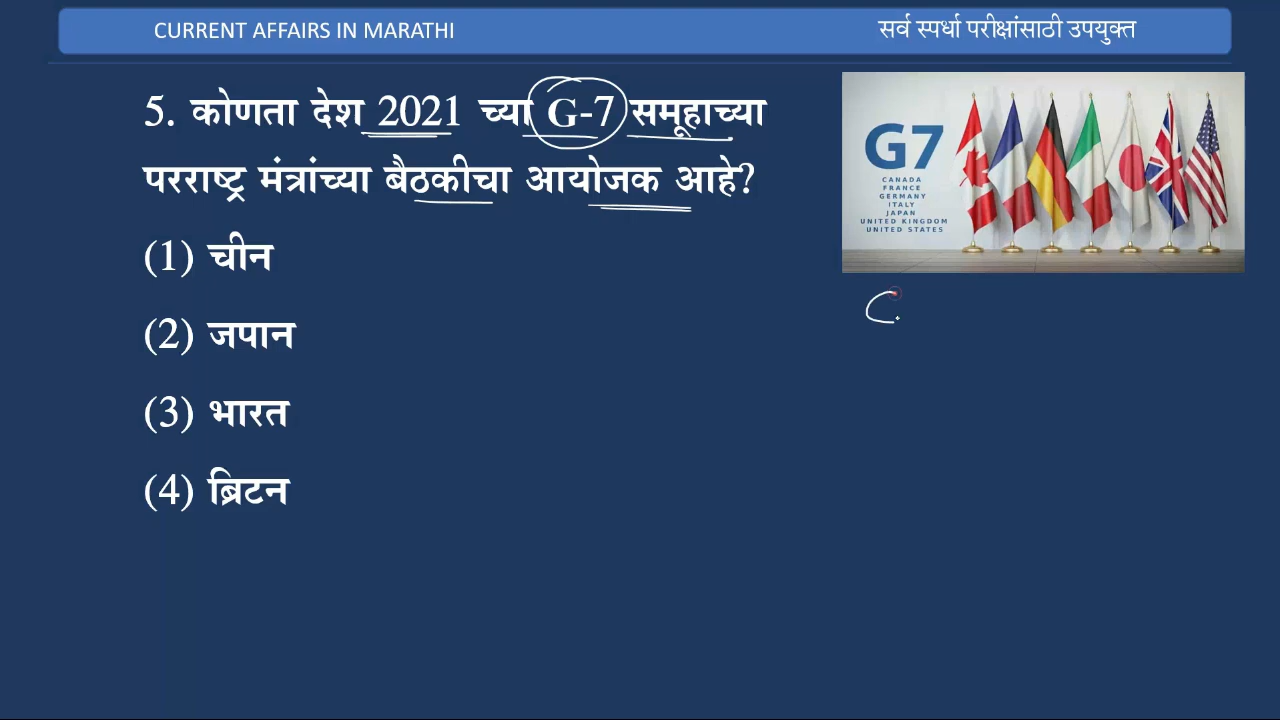 CURRENT AFFAIRS IN MARATHI
सर्व स्पर्धा परीक्षांसाठी उपयुक्त
5. कोणता देश 2021 च्या G-7 समूहाच्या
परराष्ट्र मंत्रांच्या बैठकीचा आयोजक आहे?
(1) चीन
(2) जपान
(3) भारत
(4) ब्रिटन
G7
CANADA
FRANCE
GERMANY
ITALY
JAPAN
UNITED KINGDOM
UNITED STATES